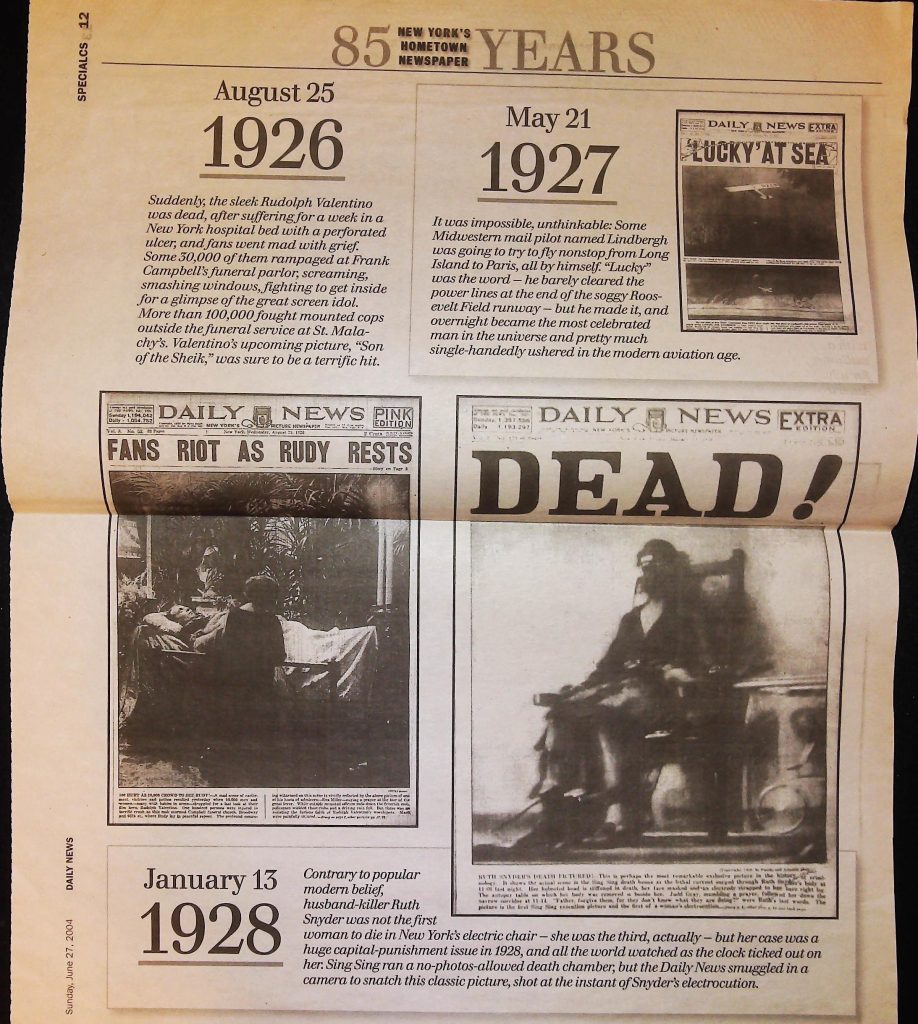 SPECIALCS 12
85 NEW YORK'S HOMETOWN NEWSPAPER YEARS
August 25
1926
Suddenly, the sleek Rudolph Valentino
was dead, after suffering for a week in a
New York hospital bed with a perforated
ulcer, and fans went mad with grief.
Some 30,000 of them rampaged at Frank
Campbell's funeral parlor, screaming,
smashing windows, fighting to get inside
for a glimpse of the great screen idol.
More than 100,000 fought mounted cops
outside the funeral service at St. Mala-
chy's. Valentino's upcoming picture, "Son
of the Sheik," was sure to be a terrific hit.
May 21
1927
It was impossible, unthinkable: Some
Midwestern mail pilot named Lindbergh
was going to try to fly nonstop from Long
Island to Paris, all by himself. "Lucky"
was the word – he barely cleared the
power lines at the end of the soggy Roos-
evelt Field runway – but he made it, and
overnight became the most celebrated
man in the universe and pretty much
single-handedly ushered in the modern aviation age.
DAILY NEWS EXTRA
'LUCKY' AT SEA
DAILY NEWS PINK EDITION
NEW YORK'S PICTURE NEWSPAPER
FANS RIOT AS RUDY RESTS
DAILY NEWS EXTRA EDITION
NEW YORK'S PICTURE NEWSPAPER
DEAD!
RUTH SNYDER'S DEATH PICTURED!
January 13
1928
Contrary to popular
modern belief,
husband-killer Ruth
Snyder was not the first
woman to die in New York's electric chair – she was the third, actually – but her case was a
huge capital-punishment issue in 1928, and all the world watched as the clock ticked out on
her. Sing Sing ran a no-photos-allowed death chamber, but the Daily News smuggled in a
camera to snatch this classic picture, shot at the instant of Snyder's electrocution.
DAILY NEWS
Sunday, June 27, 2004